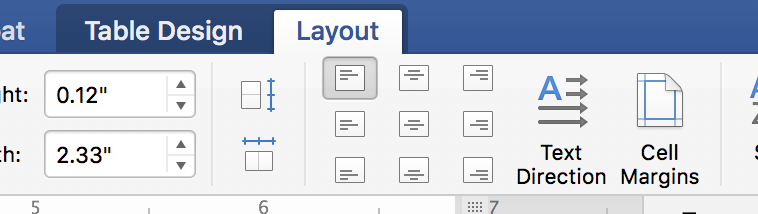 at Table Design Layout
ght: 0.12"
th: 2.33"
Text Direction
Cell Margins
5 6 7